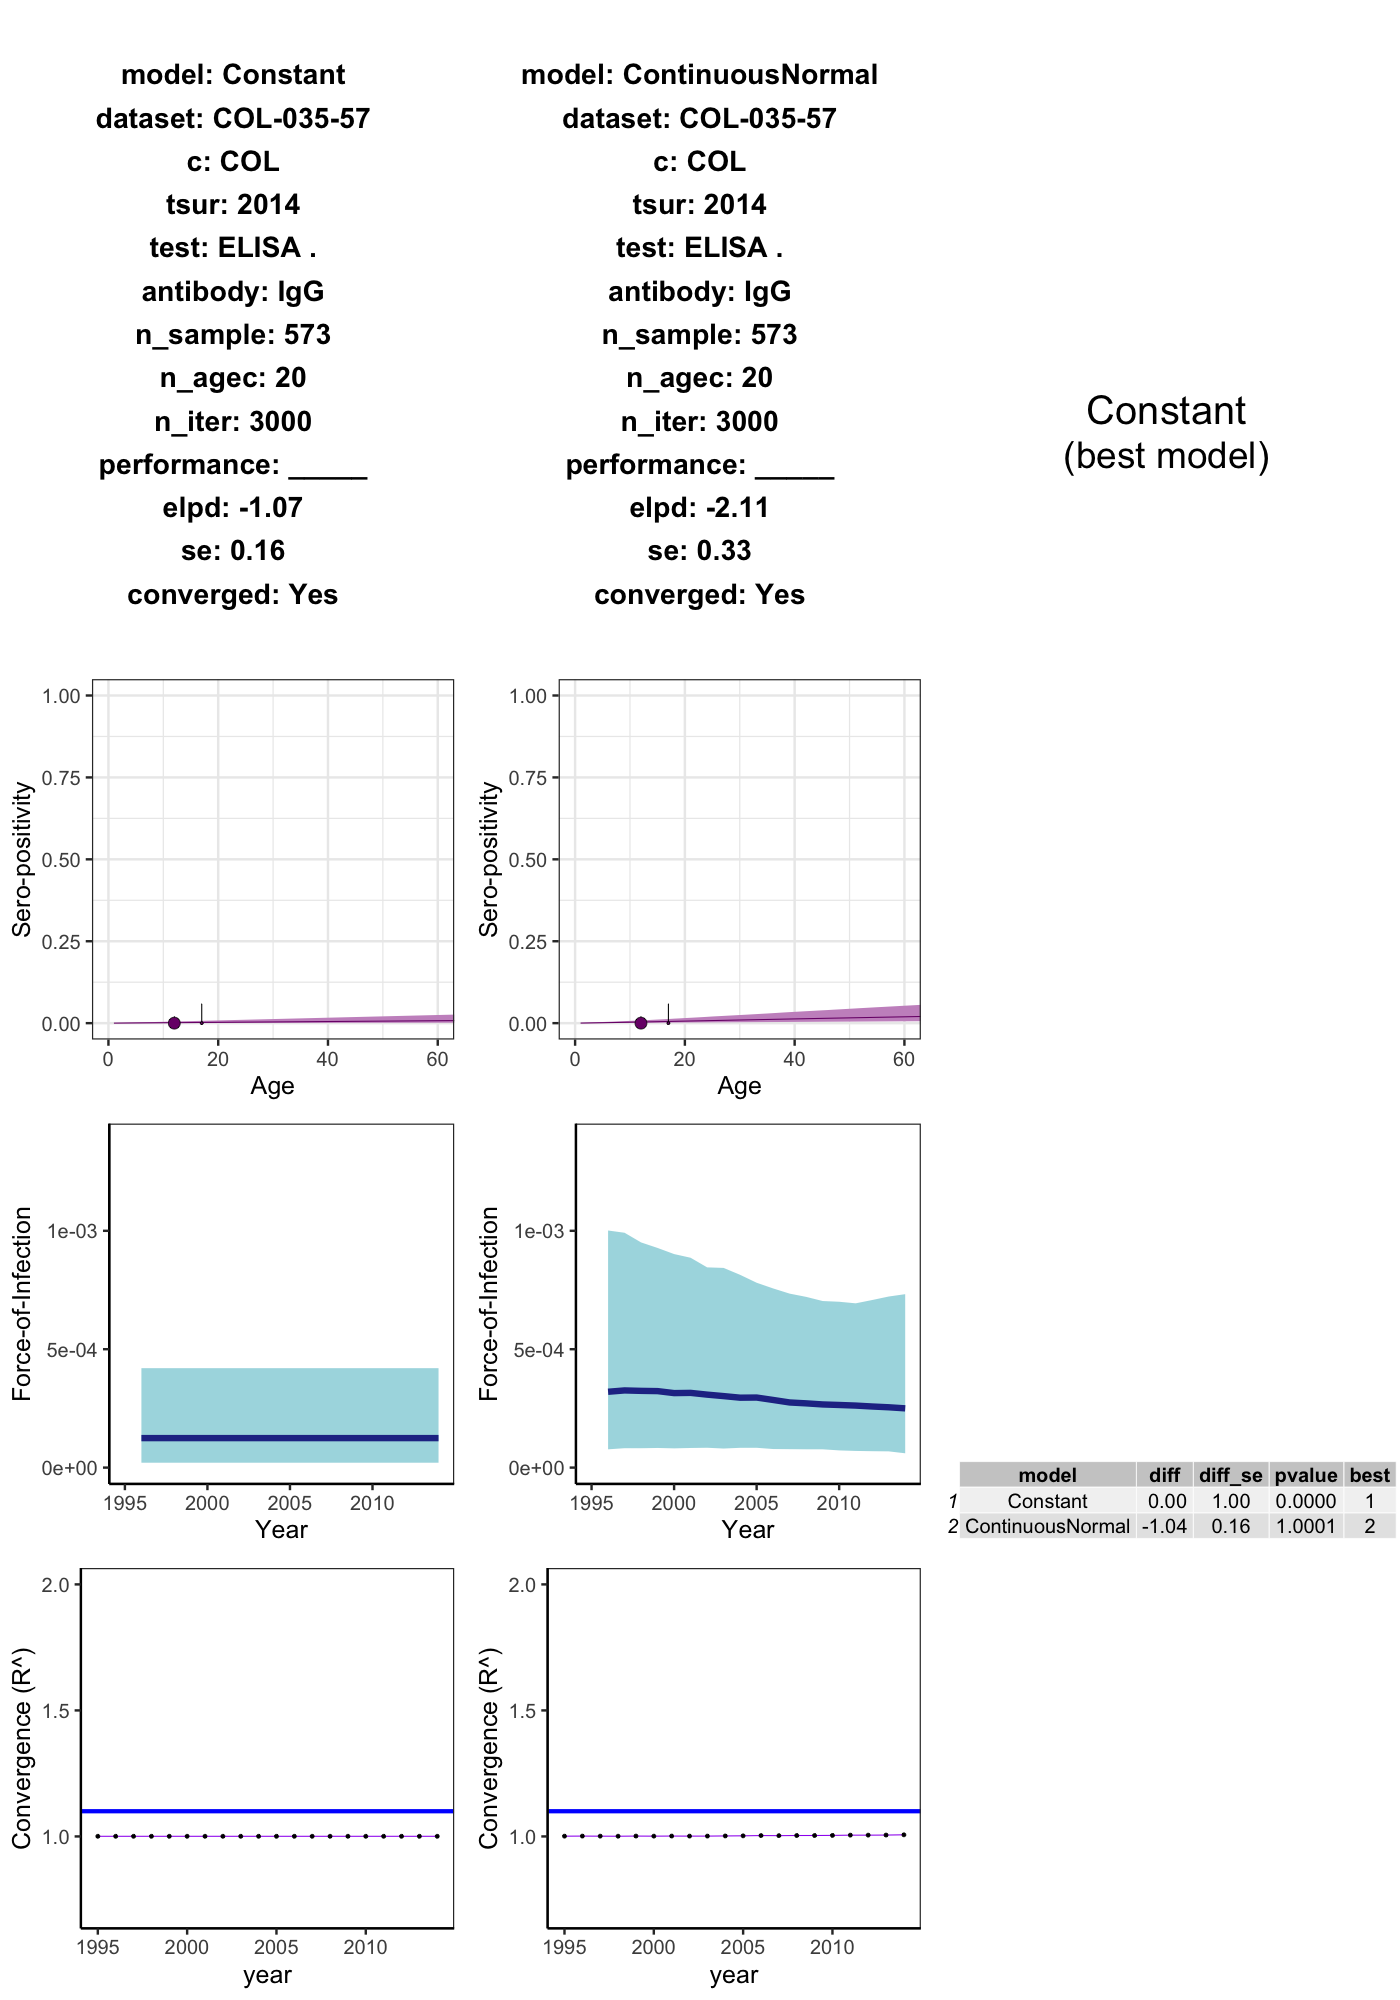 model: Constant
dataset: COL-035-57
c: COL
tsur: 2014
test: ELISA .
antibody: IgG
n_sample: 573
n_agec: 20
n_iter: 3000
performance: _____
elpd: -1.07
se: 0.16
converged: Yes
model: ContinuousNormal
dataset: COL-035-57
c: COL
tsur: 2014
test: ELISA .
antibody: IgG
n_sample: 573
n_agec: 20
n_iter: 3000
performance: _____
elpd: -2.11
se: 0.33
converged: Yes
Constant
(best model)
Sero-positivity
1.00
0.75
0.50
0.25
0.00
0 20 40 60
Age
Sero-positivity
1.00
0.75
0.50
0.25
0.00
0 20 40 60
Age
Force-of-Infection
1e-03
5e-04
0e+00
1995 2000 2005 2010
Year
Force-of-Infection
1e-03
5e-04
0e+00
1995 2000 2005 2010
Year
model diff diff_se pvalue best
1 Constant 0.00 1.00 0.0000 1
2 ContinuousNormal -1.04 0.16 1.0001 2
Convergence (R^)
2.0
1.5
1.0
1995 2000 2005 2010
year
Convergence (R^)
2.0
1.5
1.0
1995 2000 2005 2010
year